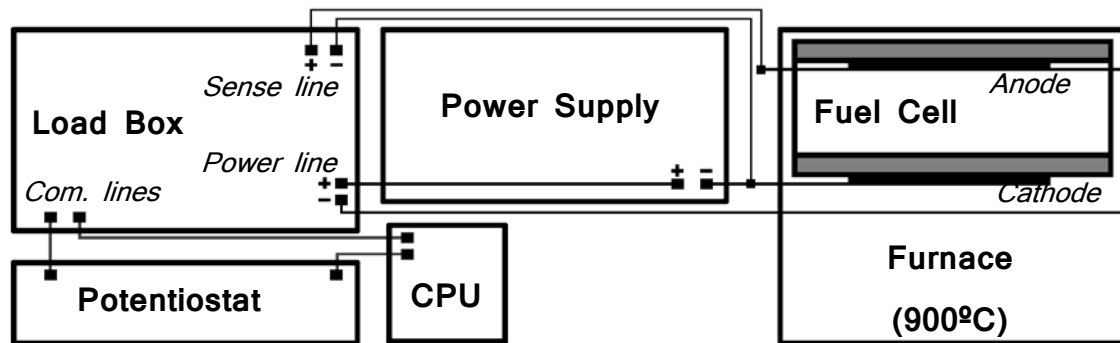 + −
Sense line
Load Box
Power line
+
−
Com. lines
Power Supply
+ −
Anode
Fuel Cell
Cathode
Furnace
(900ºC)
Potentiostat
CPU